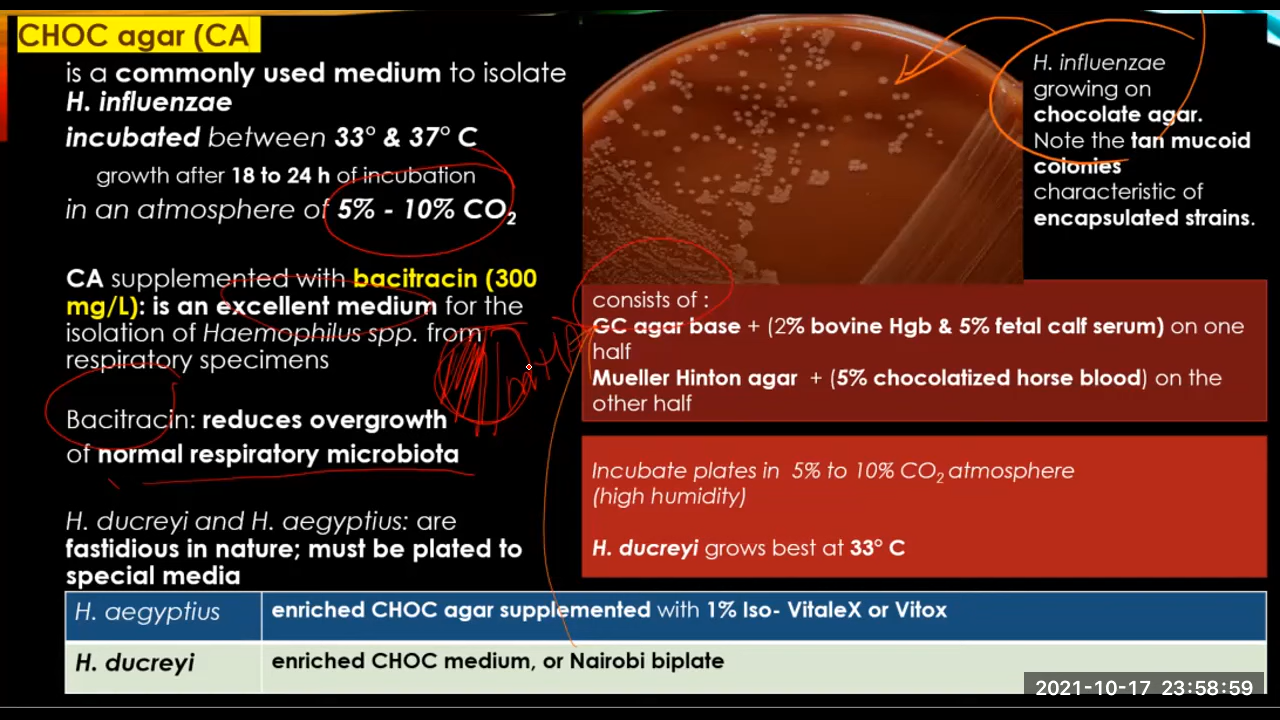 CHOC agar (CA
is a commonly used medium to isolate
H. influenzae
incubated between 33° & 37° C
growth after 18 to 24 h of incubation
in an atmosphere of 5% - 10% CO₂
CA supplemented with bacitracin (300
mg/L): is an excellent medium for the
isolation of Haemophilus spp. from
respiratory specimens
Bacitracin: reduces overgrowth
of normal respiratory microbiota
H. ducreyi and H. aegyptius: are
fastidious in nature; must be plated to
special media
H. influenzae
growing on
chocolate agar.
Note the tan mucoid
colonies
characteristic of
encapsulated strains.
consists of :
GC agar base + (2% bovine Hgb & 5% fetal calf serum) on one
half
Mueller Hinton agar + (5% chocolatized horse blood) on the
other half
Incubate plates in 5% to 10% CO₂ atmosphere
(high humidity)
H. ducreyi grows best at 33° C
H. aegyptius enriched CHOC agar supplemented with 1% Iso- VitaleX or Vitox
H. ducreyi enriched CHOC medium, or Nairobi biplate
2021-10-17 23:58:59